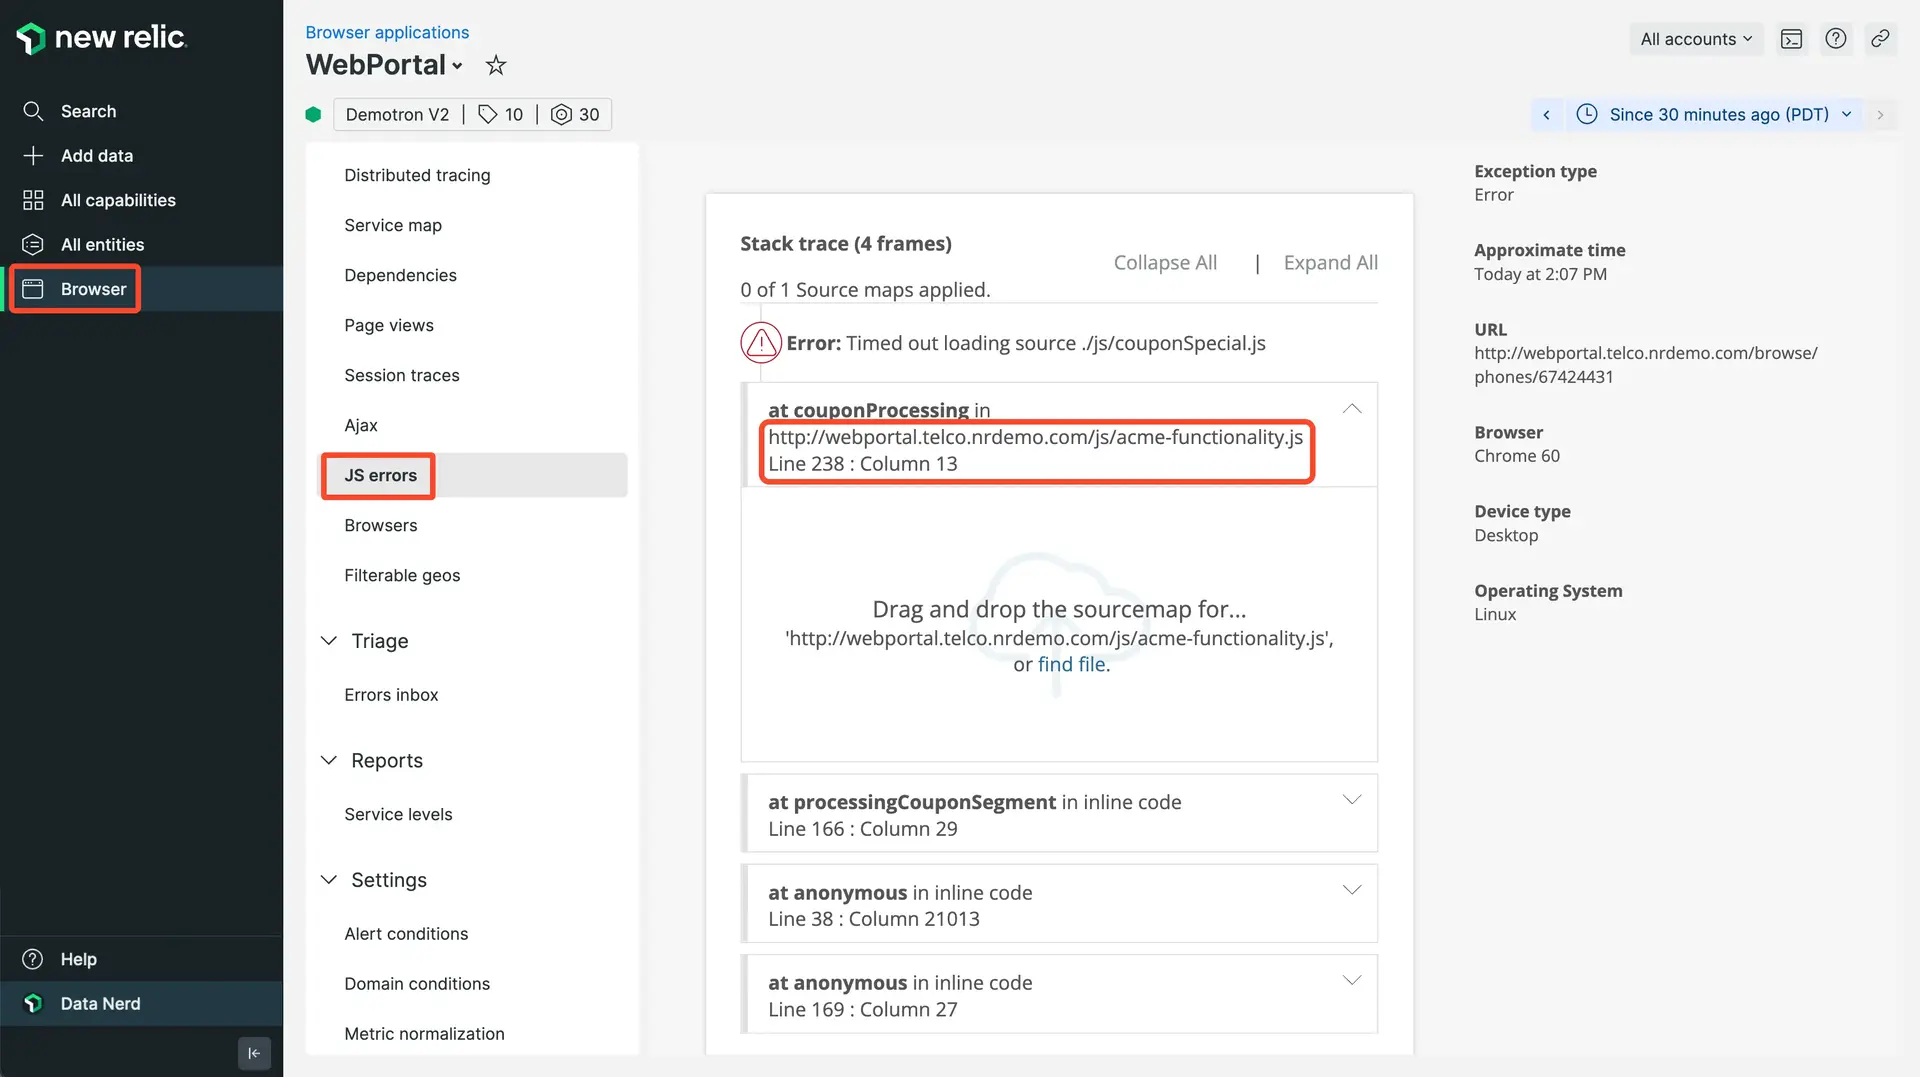 new relic.
Search
Add data
All capabilities
All entities
Browser
Help
Data Nerd
Browser applications
WebPortal
All accounts
Demotron V2 | 10 | 30
Since 30 minutes ago (PDT)
Distributed tracing
Service map
Dependencies
Page views
Session traces
Ajax
JS errors
Browsers
Filterable geos
Triage
Errors inbox
Reports
Service levels
Settings
Alert conditions
Domain conditions
Metric normalization
Stack trace (4 frames)
Collapse All | Expand All
0 of 1 Source maps applied.
Error: Timed out loading source ./js/couponSpecial.js
at couponProcessing in
http://webportal.telco.nrdemo.com/js/acme-functionality.js
Line 238 : Column 13
Drag and drop the sourcemap for...
'http://webportal.telco.nrdemo.com/js/acme-functionality.js',
or find file.
at processingCouponSegment in inline code
Line 166 : Column 29
at anonymous in inline code
Line 38 : Column 21013
at anonymous in inline code
Line 169 : Column 27
Exception type
Error
Approximate time
Today at 2:07 PM
URL
http://webportal.telco.nrdemo.com/browse/
phones/67424431
Browser
Chrome 60
Device type
Desktop
Operating System
Linux